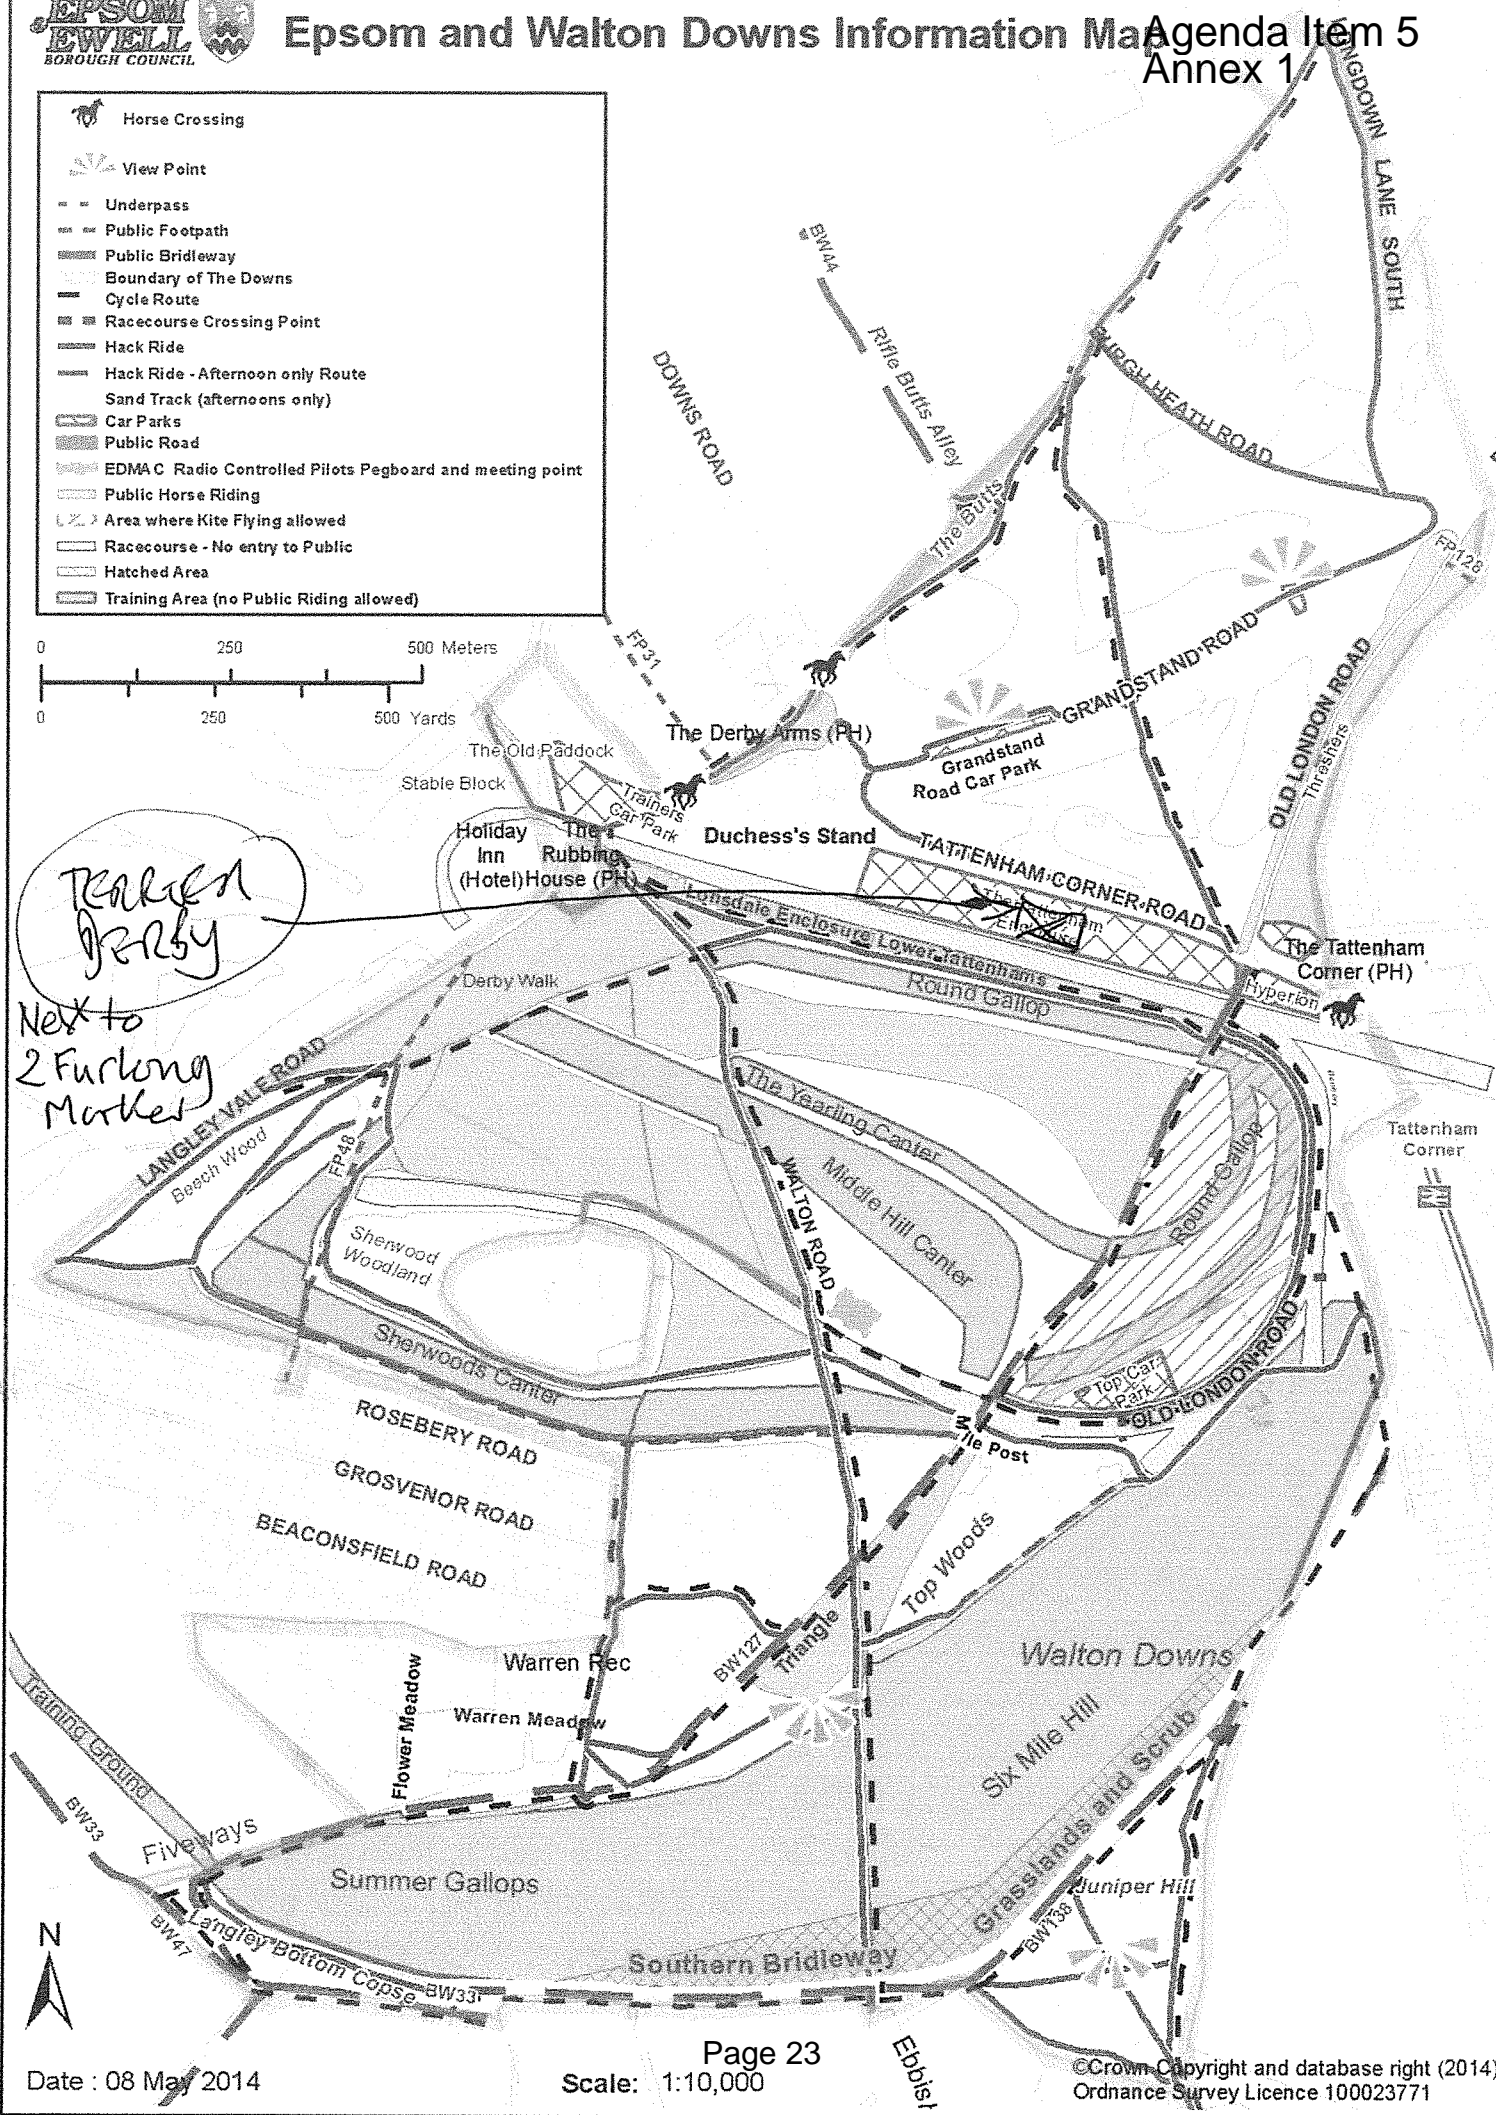 EPSOM
EWELL
BOROUGH COUNCIL
Epsom and Walton Downs Information Map
Agenda Item 5
Annex 1
Horse Crossing
View Point
Underpass
Public Footpath
Public Bridleway
Boundary of The Downs
Cycle Route
Racecourse Crossing Point
Hack Ride
Hack Ride - Afternoon only Route
Sand Track (afternoons only)
Car Parks
Public Road
EDMAC Radio Controlled Pilots Pegboard and meeting point
Public Horse Riding
Area where Kite Flying allowed
Racecourse - No entry to Public
Hatched Area
Training Area (no Public Riding allowed)
0 250 500 Meters
0 250 500 Yards
LANE SOUTH
BW44
Rifle Butts Alley
DOWNS ROAD
BURGH HEATH ROAD
The Butts
FP128
FP31
GRANDSTAND ROAD
OLD LONDON ROAD
Threshers
The Derby Arms (PH)
Grandstand
Road Car Park
The Old Paddock
Stable Block
Trainers
Car Park
Holiday
Inn
(Hotel)
The
Rubbing
House (PH)
Duchess's Stand
TATTENHAM CORNER ROAD
The Tattenham
Enclosure
Lonsdale Enclosure Lower Tattenhams
The Tattenham
Corner (PH)
Hyperion
TERRIER
DERBY
Next to
2 Furlong
Marker
Derby Walk
Round Gallop
LANGLEY VALE ROAD
Beech Wood
FP48
The Yearling Canter
Middle Hill Canter
WALTON ROAD
Round Gallop
Tattenham
Corner
Sherwood
Woodland
Sherwoods Canter
Top Car
Park
OLD LONDON ROAD
Mile Post
ROSEBERY ROAD
GROSVENOR ROAD
BEACONSFIELD ROAD
Top Woods
Walton Downs
Warren Rec
BW127
Triangle
Flower Meadow
Warren Meadow
Six Mile Hill
Grasslands and Scrub
Training Ground
BW33
Fiveways
Summer Gallops
Juniper Hill
BW138
BW47
Langley Bottom Copse
BW33
Southern Bridleway
N
Page 23
Date : 08 May 2014
Scale: 1:10,000
©Crown Copyright and database right (2014)
Ordnance Survey Licence 100023771